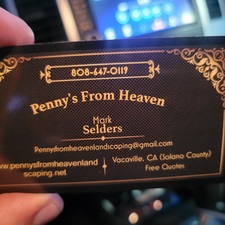 808-647-0119
Penny's From Heaven
Mark
Selders
Pennyfromheavenlandscaping@gmail.com
www.pennysfromheavenland
scaping.net
Vacaville, CA (Solano County)
Free Quotes